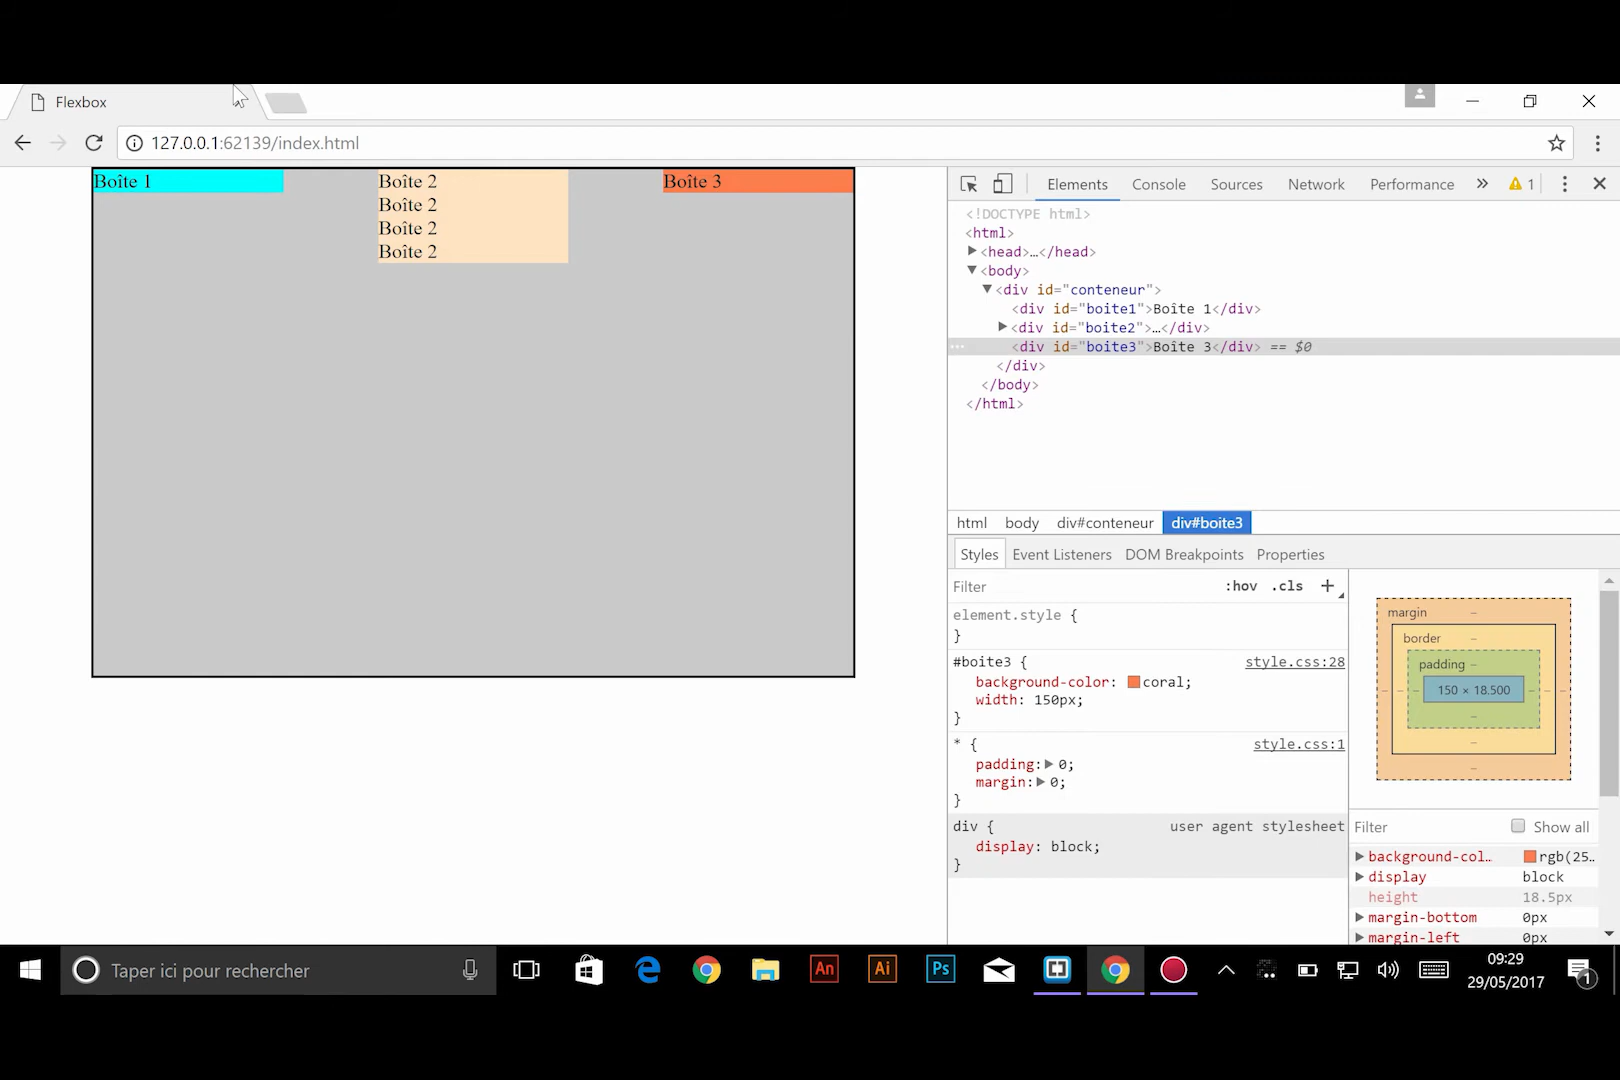 Flexbox
127.0.0.1:62139/index.html
Boîte 1
Boîte 2
Boîte 2
Boîte 2
Boîte 2
Boîte 3
Elements Console Sources Network Performance » 1
<!DOCTYPE html>
<html>
<head>…</head>
<body>
<div id="conteneur">
<div id="boite1">Boîte 1</div>
<div id="boite2">…</div>
<div id="boite3">Boîte 3</div> == $0
</div>
</body>
</html>
html body div#conteneur div#boite3
Styles Event Listeners DOM Breakpoints Properties
Filter :hov .cls +
element.style {
}
#boite3 { style.css:28
background-color: coral;
width: 150px;
}
* { style.css:1
padding: 0;
margin: 0;
}
div { user agent stylesheet
display: block;
}
margin –
border –
padding –
150 × 18.500
Filter Show all
background-col… rgb(25…
display block
height 18.5px
margin-bottom 0px
margin-left 0px
Taper ici pour rechercher
An
Ai
Ps
09:29
29/05/2017
1